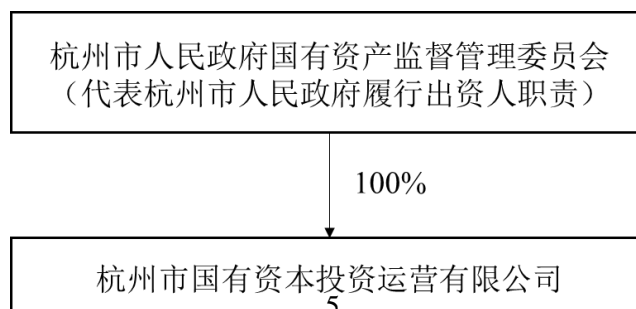 杭州市人民政府国有资产监督管理委员会
（代表杭州市人民政府履行出资人职责）
100%
杭州市国有资本投资运营有限公司
5